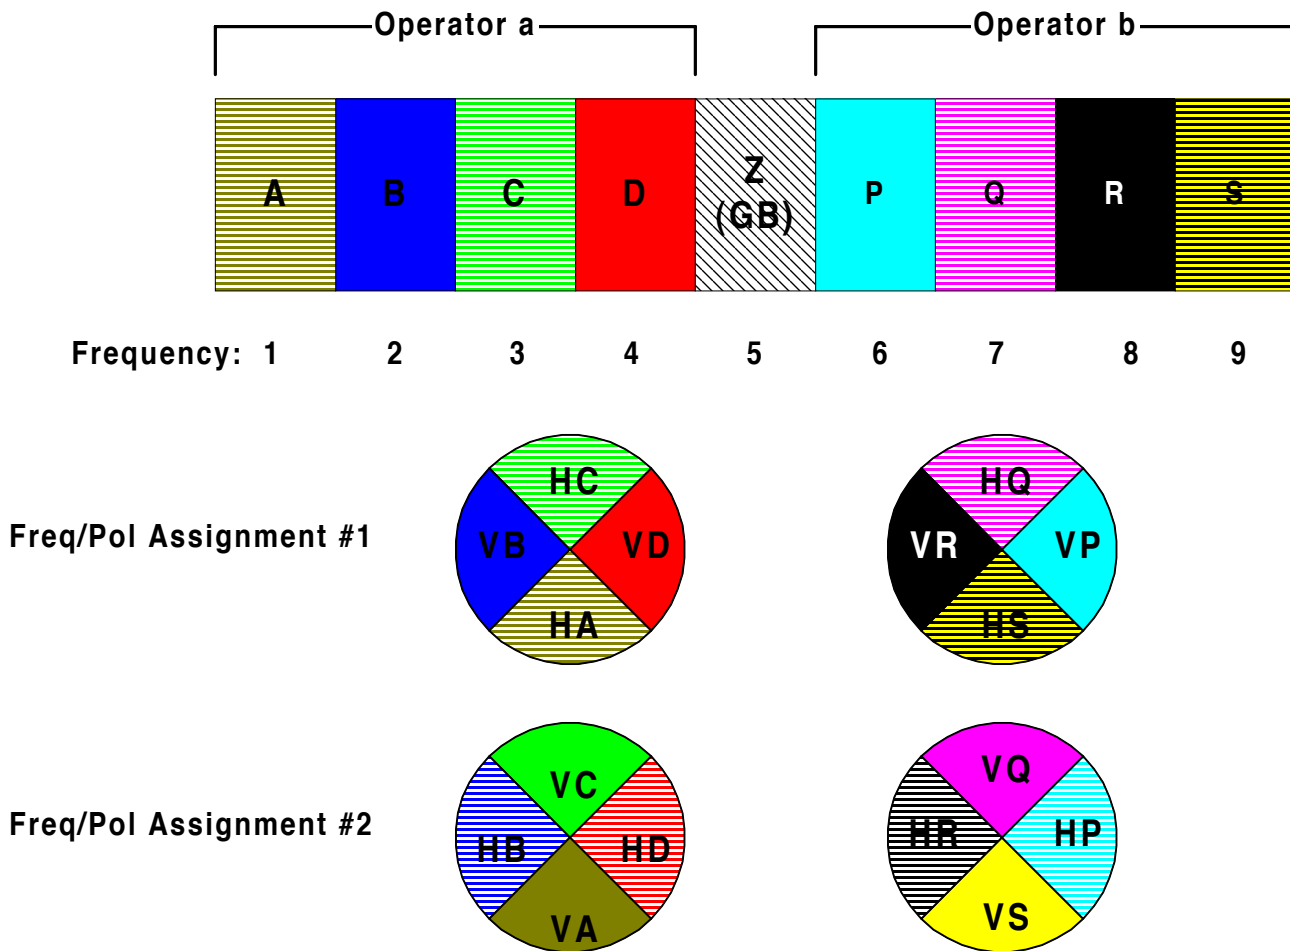 Operator a Operator b
A B C D Z P Q R S
(GB)
Frequency: 1 2 3 4 5 6 7 8 9
HC HQ
Freq/Pol Assignment #1 VB VD VR VP
HA HS
VC VQ
Freq/Pol Assignment #2 HB HD HR HP
VA VS